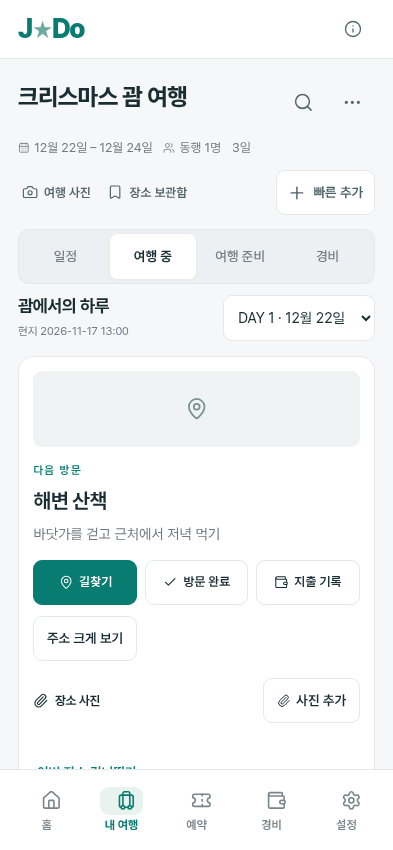 J★Do
크리스마스 괌 여행
12월 22일 – 12월 24일 동행 1명 3일
여행 사진 장소 보관함 빠른 추가
일정 여행 중 여행 준비 경비
괌에서의 하루
현지 2026-11-17 13:00
DAY 1 · 12월 22일
다음 방문
해변 산책
바닷가를 걷고 근처에서 저녁 먹기
길찾기 방문 완료 지출 기록
주소 크게 보기
장소 사진 사진 추가
홈 내 여행 예약 경비 설정